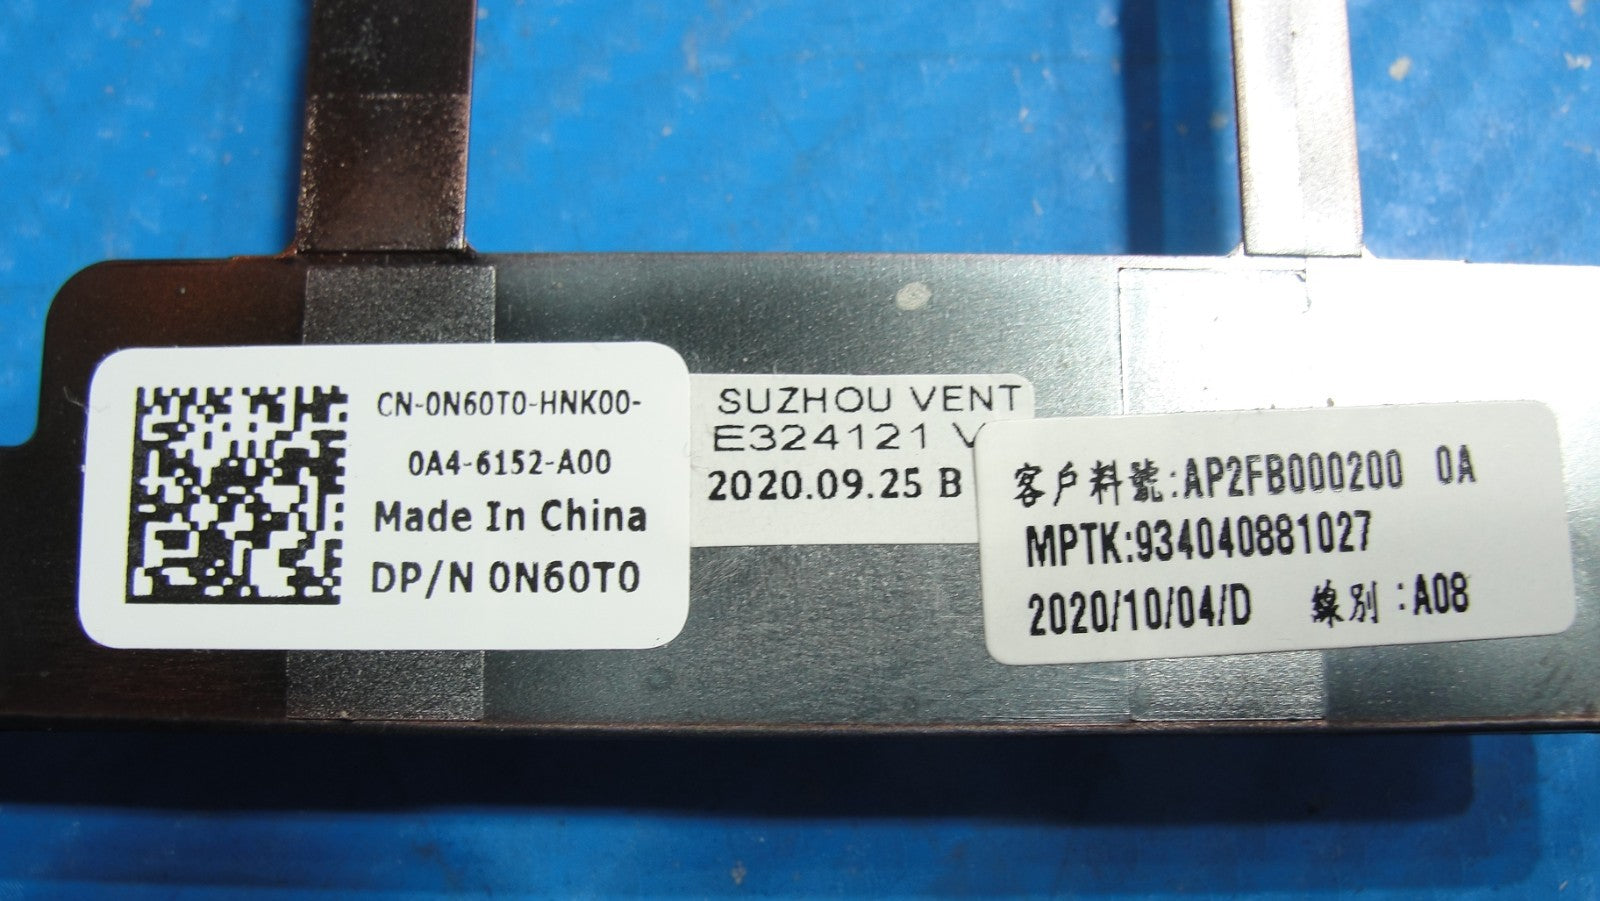 CN-0N60T0-HNK00-
0A4-6152-A00
Made In China
DP/N 0N60T0
SUZHOU VENT
E324121 V
2020.09.25 B
客户料號:AP2FB000200 0A
MPTK:934040881027
2020/10/04/D 線別:A08